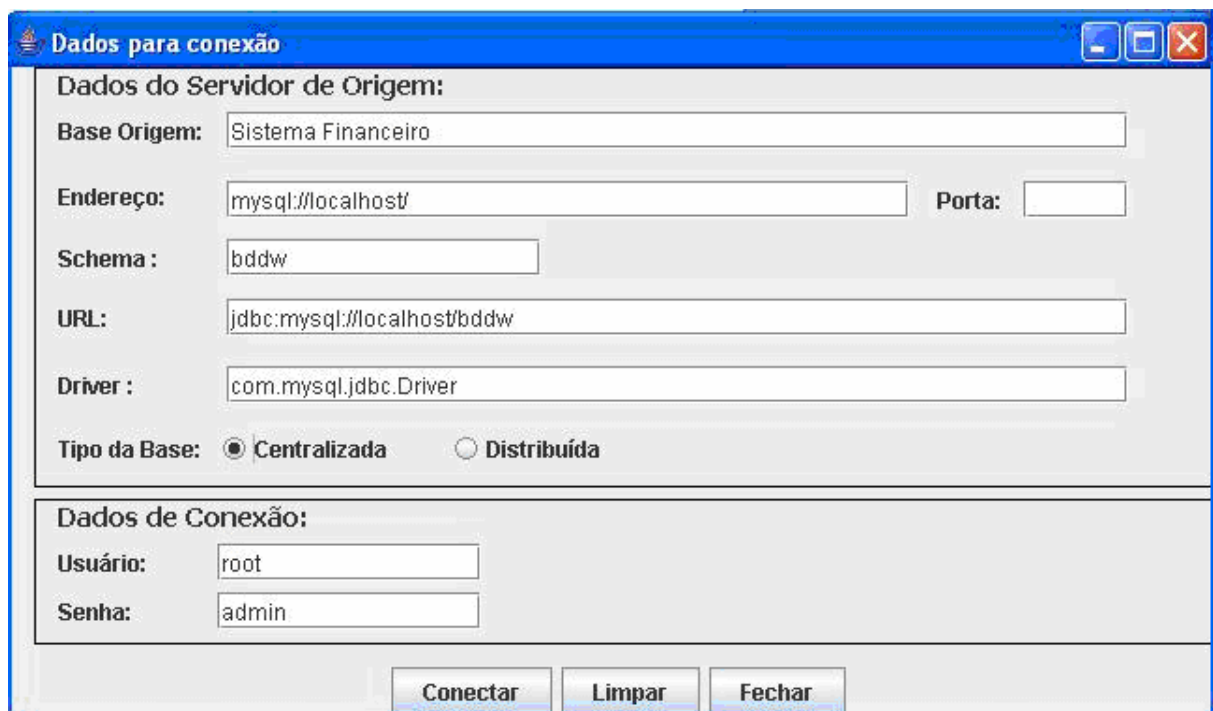 Dados para conexão
Dados do Servidor de Origem:
Base Origem: Sistema Financeiro
Endereço: mysql://localhost/ Porta:
Schema : bddw
URL: jdbc:mysql://localhost/bddw
Driver : com.mysql.jdbc.Driver
Tipo da Base: Centralizada Distribuída
Dados de Conexão:
Usuário: root
Senha: admin
Conectar Limpar Fechar